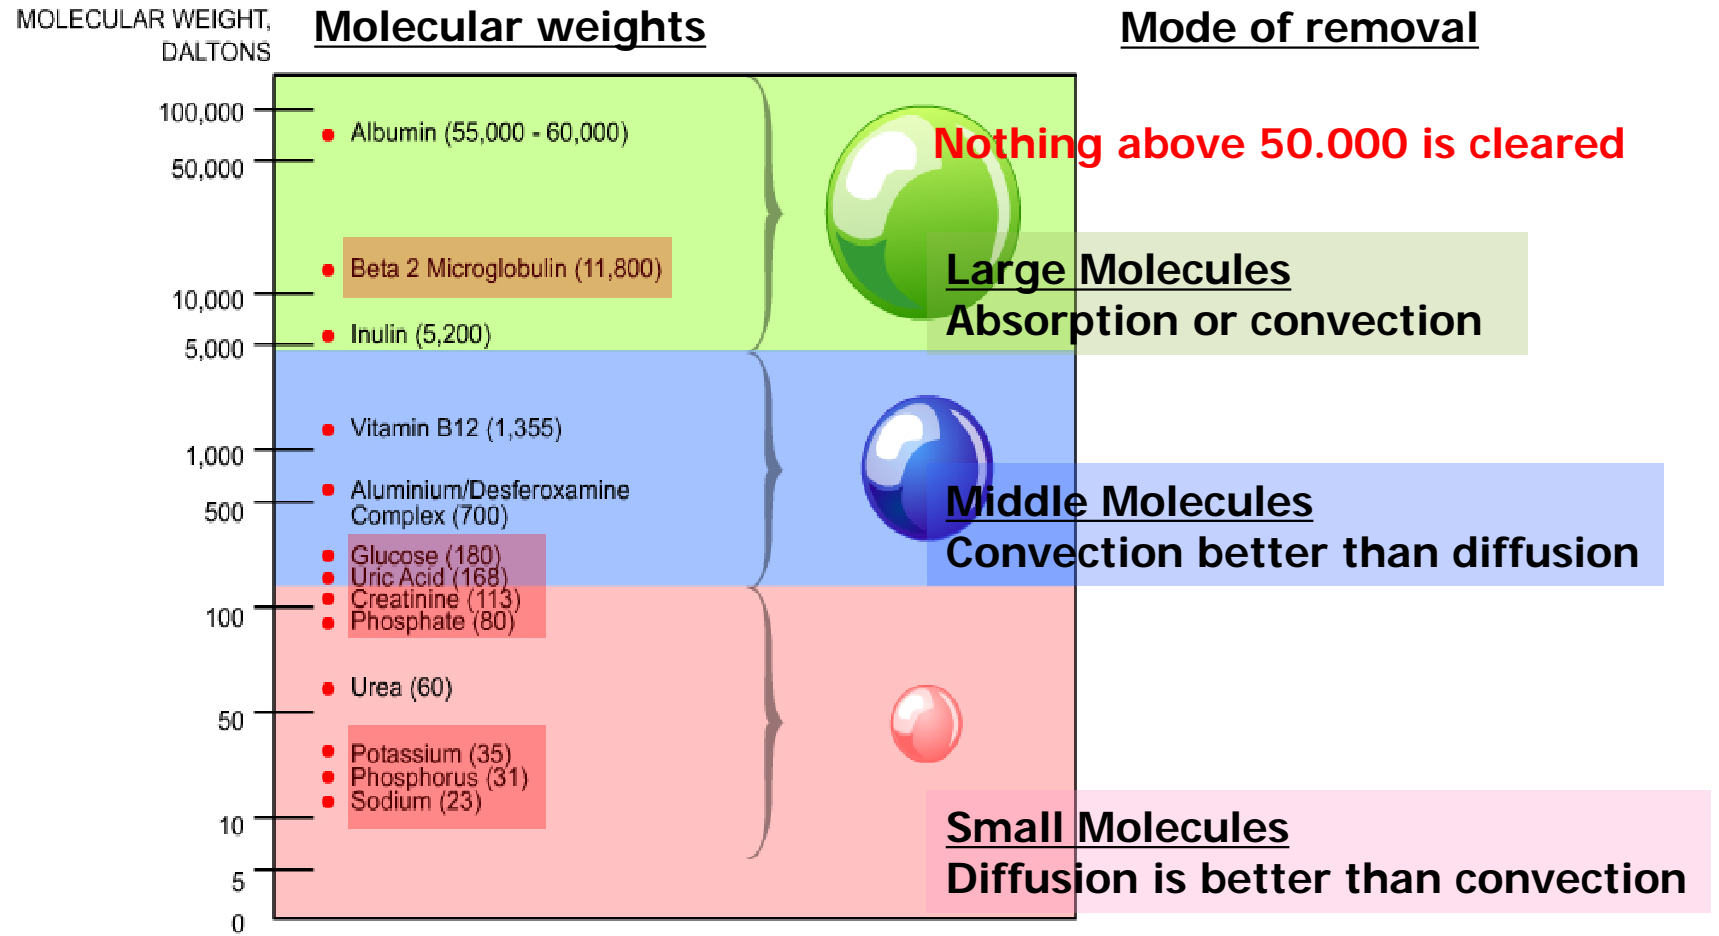 MOLECULAR WEIGHT,
DALTONS
Molecular weights
Mode of removal
100,000
Albumin (55,000 - 60,000)
Nothing above 50.000 is cleared
50,000
Beta 2 Microglobulin (11,800)
Large Molecules
10,000
Absorption or convection
Inulin (5,200)
5,000
Vitamin B12 (1,355)
1,000
Aluminium/Desferoxamine
Complex (700)
500
Middle Molecules
Convection better than diffusion
Glucose (180)
Uric Acid (168)
Creatinine (113)
100
Phosphate (80)
Urea (60)
50
Potassium (35)
Phosphorus (31)
Sodium (23)
10
Small Molecules
Diffusion is better than convection
5
0